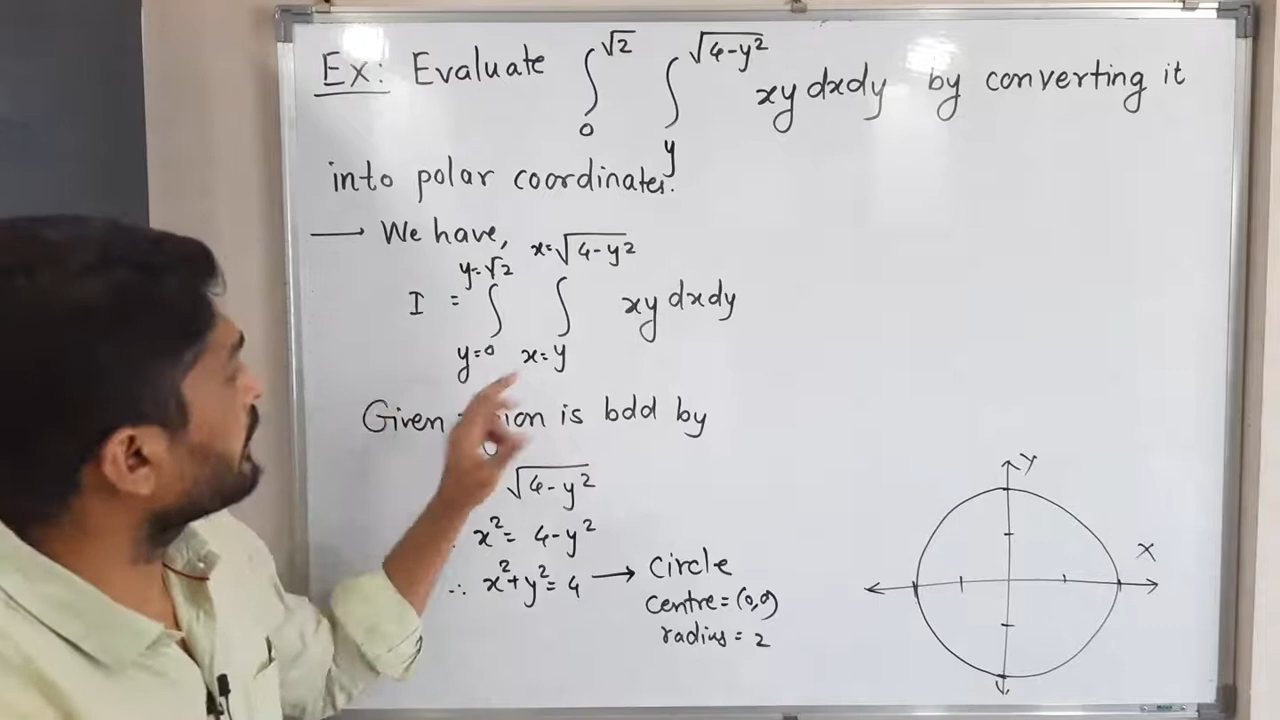 Ex: Evaluate ∫₀^√2 ∫_y^√(4-y²) xy dxdy by converting it
into polar coordinates.
→ We have,
I = ∫_{y=0}^{y=√2} ∫_{x=y}^{x=√(4-y²)} xy dxdy
Given is bdd by
√(4-y²)
x² = 4-y²
∴ x²+y² = 4 → circle
centre = (0,0)
radius = 2
Y
X